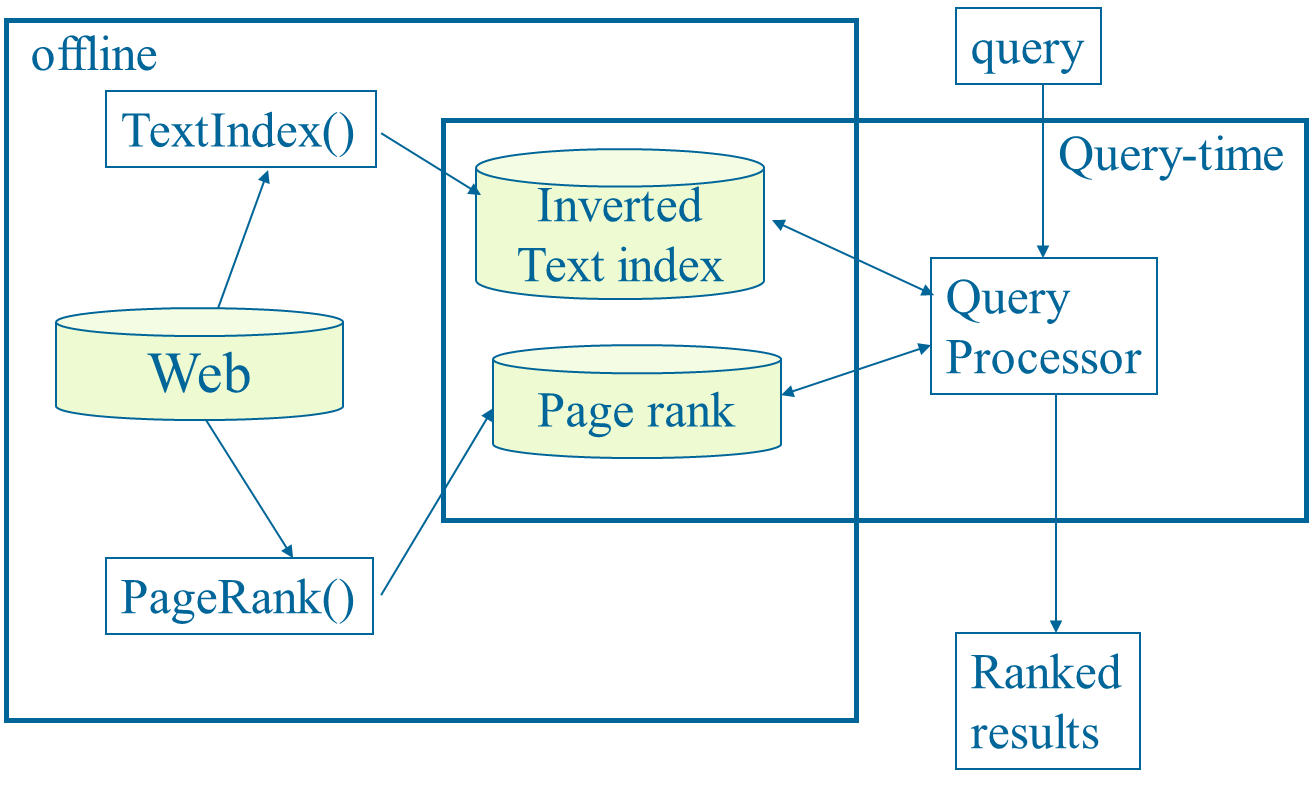 offline
query
TextIndex()
Query-time
Inverted
Text index
Query
Processor
Web
Page rank
PageRank()
Ranked
results